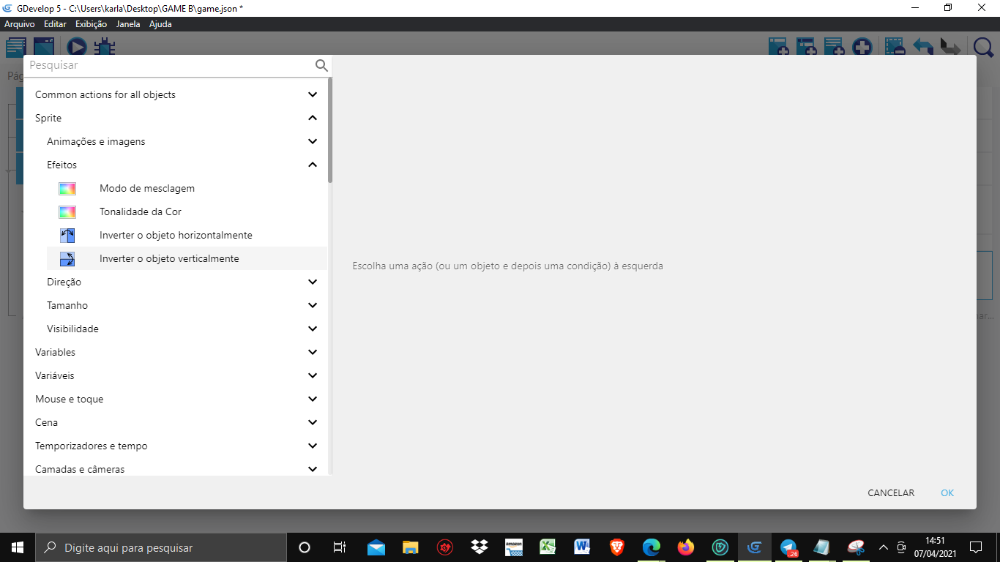 GDevelop 5 - C:\Users\karla\Desktop\GAME B\game.json *
Arquivo Editar Exibição Janela Ajuda
Pesquisar
Pág
Common actions for all objects
Sprite
Animações e imagens
Efeitos
Modo de mesclagem
Tonalidade da Cor
Inverter o objeto horizontalmente
Inverter o objeto verticalmente
Direção
Tamanho
Visibilidade
Variables
Variáveis
Mouse e toque
Cena
Temporizadores e tempo
Camadas e câmeras
Escolha uma ação (ou um objeto e depois uma condição) à esquerda
CANCELAR OK
Digite aqui para pesquisar
amazon
26
14:51
07/04/2021